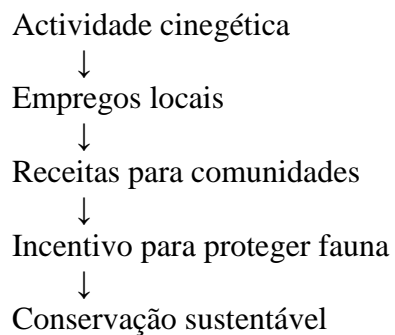 Actividade cinegética
↓
Empregos locais
↓
Receitas para comunidades
↓
Incentivo para proteger fauna
↓
Conservação sustentável